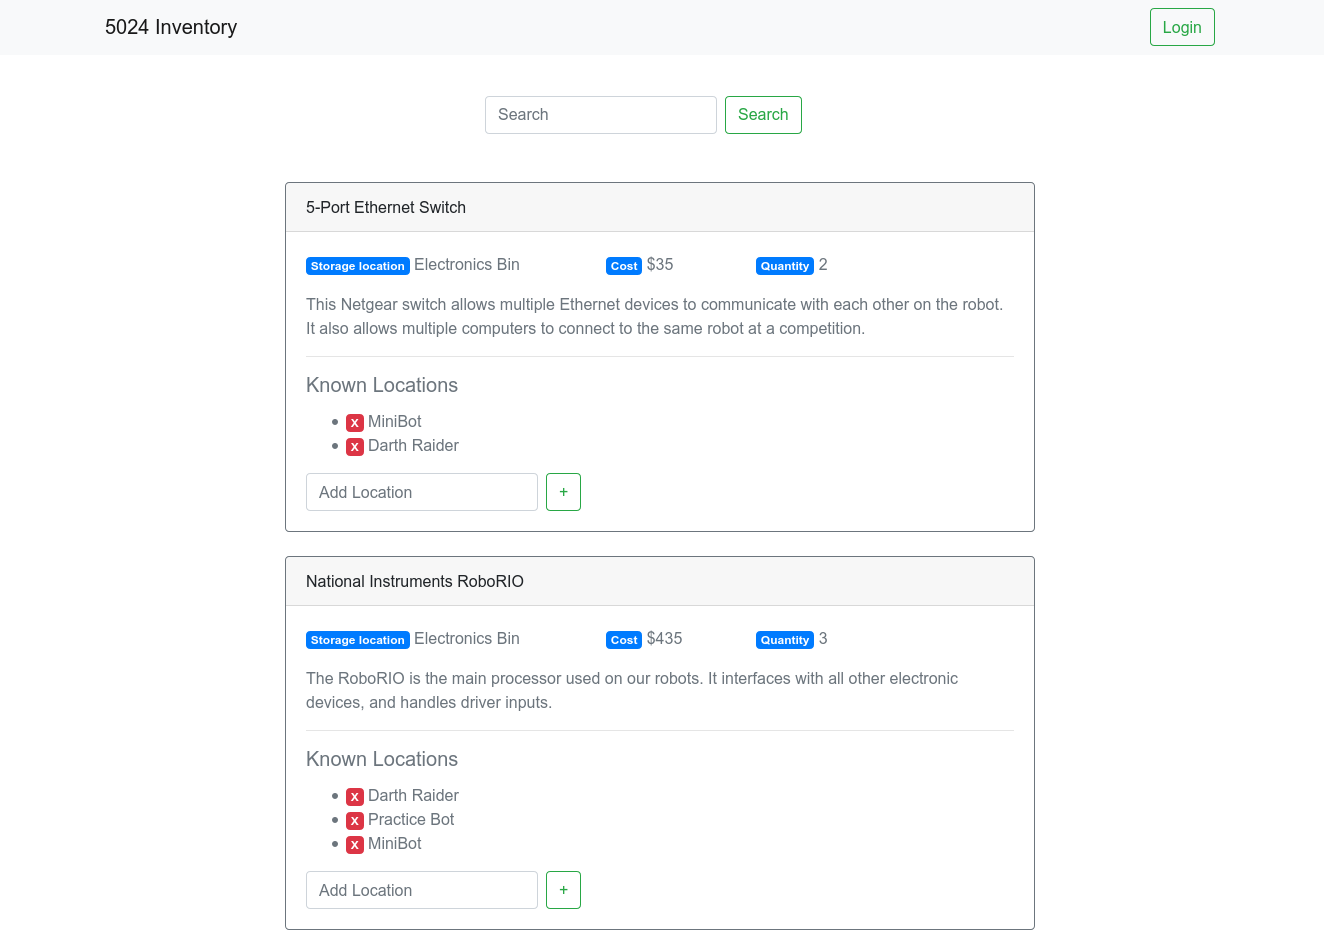 5024 Inventory
Login
Search
Search
5-Port Ethernet Switch
Storage location Electronics Bin Cost $35 Quantity 2
This Netgear switch allows multiple Ethernet devices to communicate with each other on the robot.
It also allows multiple computers to connect to the same robot at a competition.
Known Locations
X MiniBot
X Darth Raider
Add Location +
National Instruments RoboRIO
Storage location Electronics Bin Cost $435 Quantity 3
The RoboRIO is the main processor used on our robots. It interfaces with all other electronic
devices, and handles driver inputs.
Known Locations
X Darth Raider
X Practice Bot
X MiniBot
Add Location +